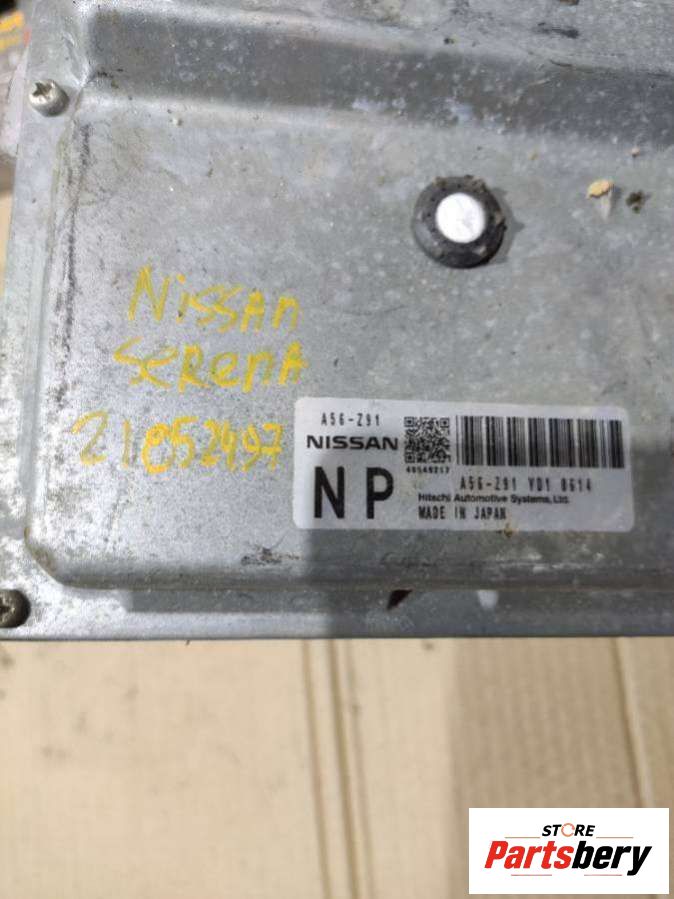 Nissan
Serena
21852497
A56-Z91
NISSAN
NP
A56-Z91 VD1 8614
Hitachi Automotive Systems, Ltd.
MADE IN JAPAN
STORE
Partsbery